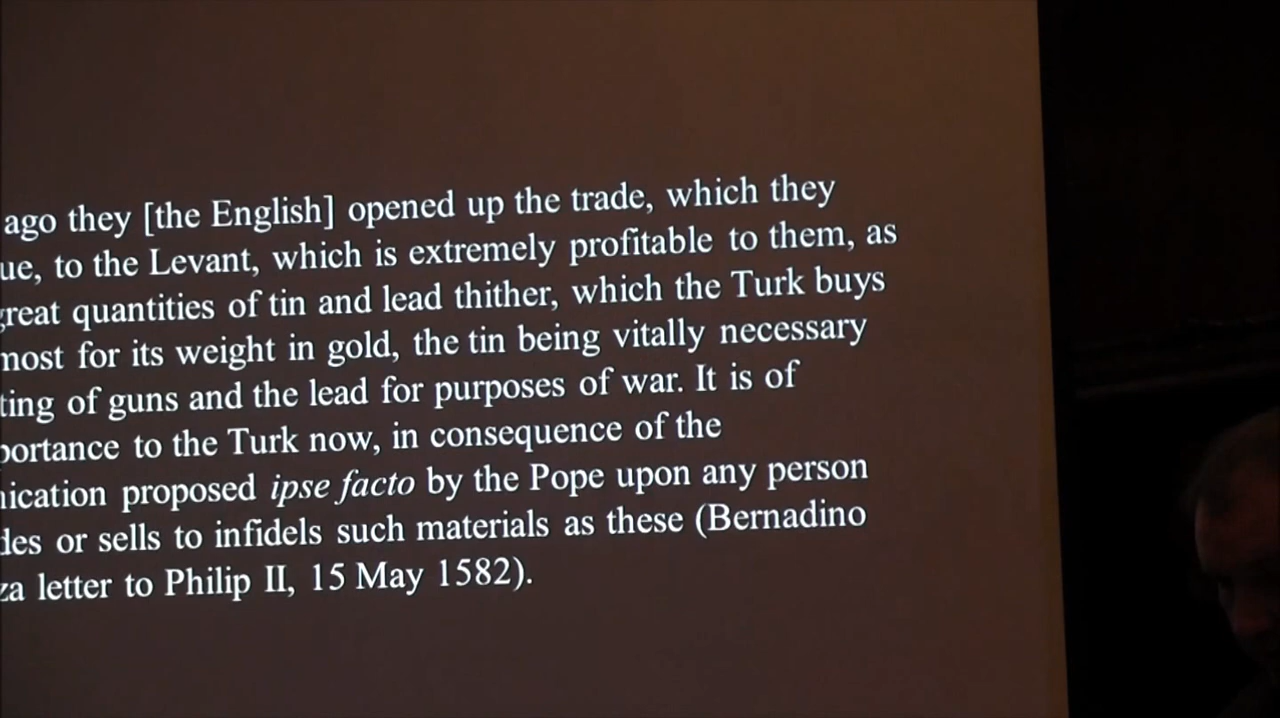 ago they [the English] opened up the trade, which they
ue, to the Levant, which is extremely profitable to them, as
great quantities of tin and lead thither, which the Turk buys
most for its weight in gold, the tin being vitally necessary
ting of guns and the lead for purposes of war. It is of
portance to the Turk now, in consequence of the
nication proposed ipse facto by the Pope upon any person
des or sells to infidels such materials as these (Bernadino
za letter to Philip II, 15 May 1582).